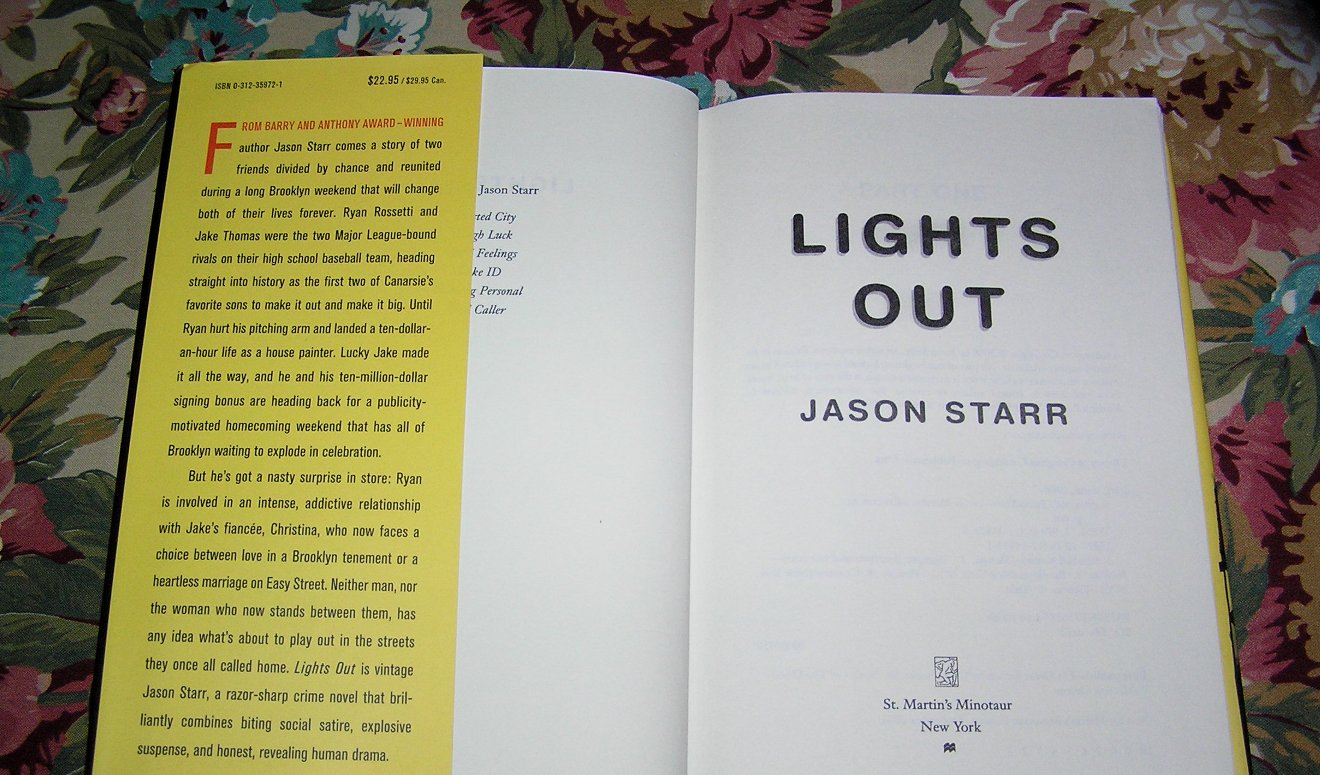 ISBN 0-312-35972-1
$22.95 / $29.95 Can.
FROM BARRY AND ANTHONY AWARD–WINNING
author Jason Starr comes a story of two
friends divided by chance and reunited
during a long Brooklyn weekend that will change
both of their lives forever. Ryan Rossetti and
Jake Thomas were the two Major League-bound
rivals on their high school baseball team, heading
straight into history as the first two of Canarsie's
favorite sons to make it out and make it big. Until
Ryan hurt his pitching arm and landed a ten-dollar-
an-hour life as a house painter. Lucky Jake made
it all the way, and he and his ten-million-dollar
signing bonus are heading back for a publicity-
motivated homecoming weekend that has all of
Brooklyn waiting to explode in celebration.
But he's got a nasty surprise in store: Ryan
is involved in an intense, addictive relationship
with Jake's fiancée, Christina, who now faces a
choice between love in a Brooklyn tenement or a
heartless marriage on Easy Street. Neither man, nor
the woman who now stands between them, has
any idea what's about to play out in the streets
they once all called home. Lights Out is vintage
Jason Starr, a razor-sharp crime novel that bril-
liantly combines biting social satire, explosive
suspense, and honest, revealing human drama.
Jason Starr
City
Luck
Feelings
ID
Personal
Caller
LIGHTS
OUT
JASON STARR
St. Martin's Minotaur
New York